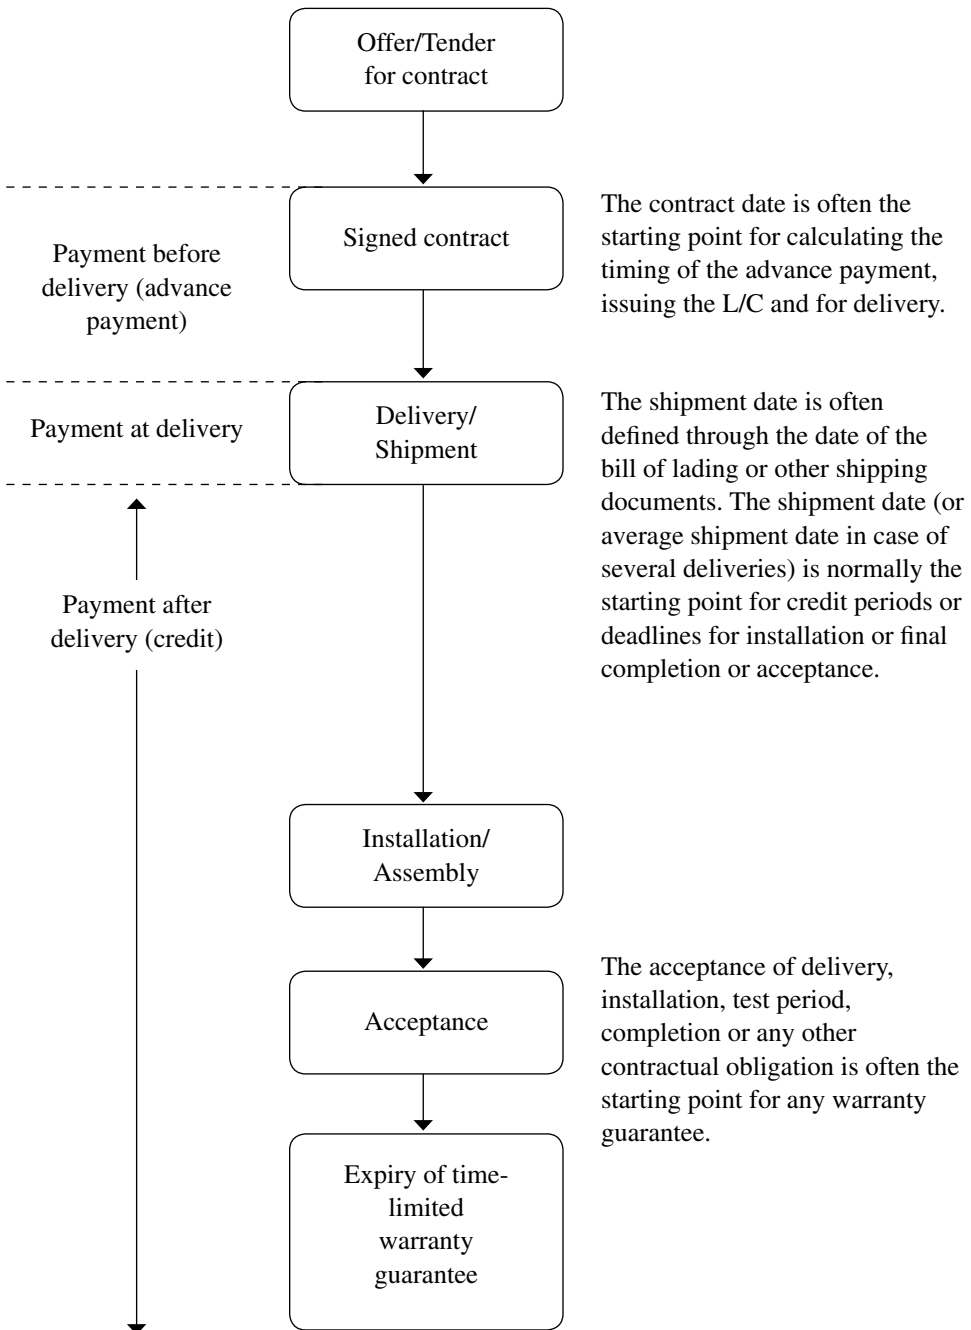 Offer/Tender
for contract
Payment before
delivery (advance
payment)
Signed contract
The contract date is often the
starting point for calculating the
timing of the advance payment,
issuing the L/C and for delivery.
Payment at delivery
Delivery/
Shipment
The shipment date is often
defined through the date of the
bill of lading or other shipping
documents. The shipment date (or
average shipment date in case of
several deliveries) is normally the
starting point for credit periods or
deadlines for installation or final
completion or acceptance.
Payment after
delivery (credit)
Installation/
Assembly
Acceptance
The acceptance of delivery,
installation, test period,
completion or any other
contractual obligation is often the
starting point for any warranty
guarantee.
Expiry of time-
limited
warranty
guarantee